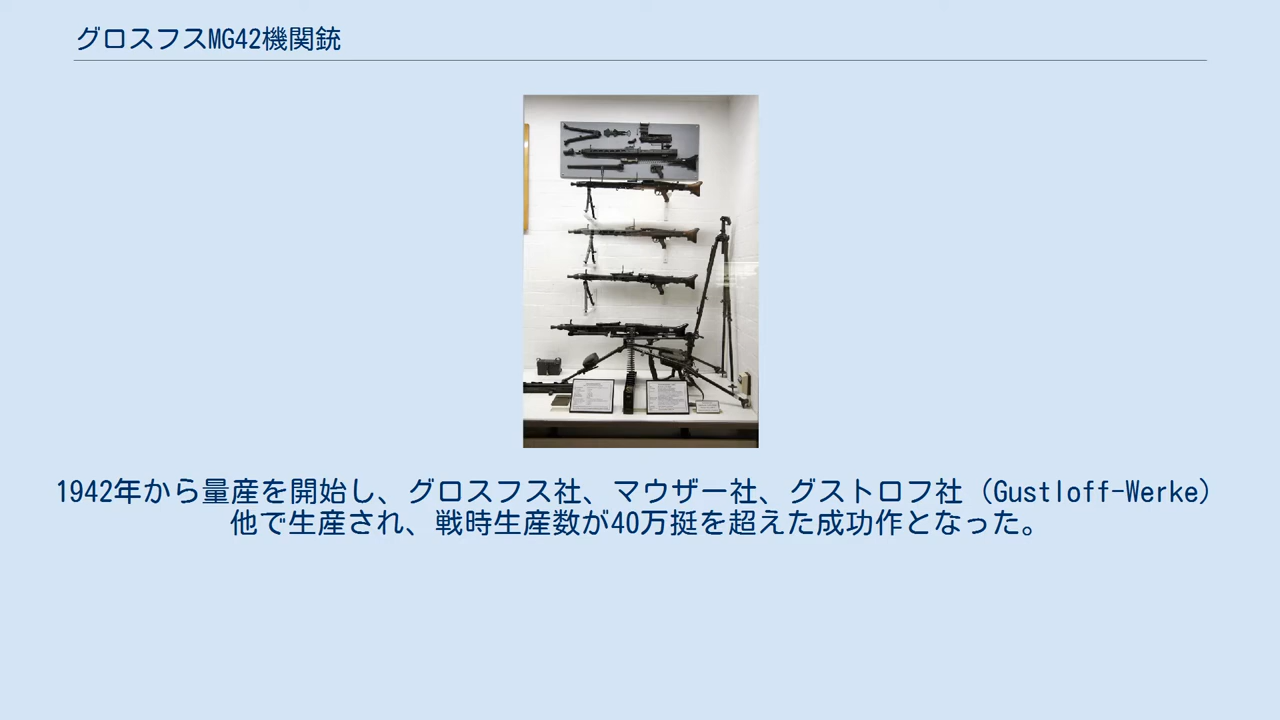 グロスフスMG42機関銃
1942年から量産を開始し、グロスフス社、マウザー社、グストロフ社（Gustloff-Werke）
他で生産され、戦時生産数が40万挺を超えた成功作となった。